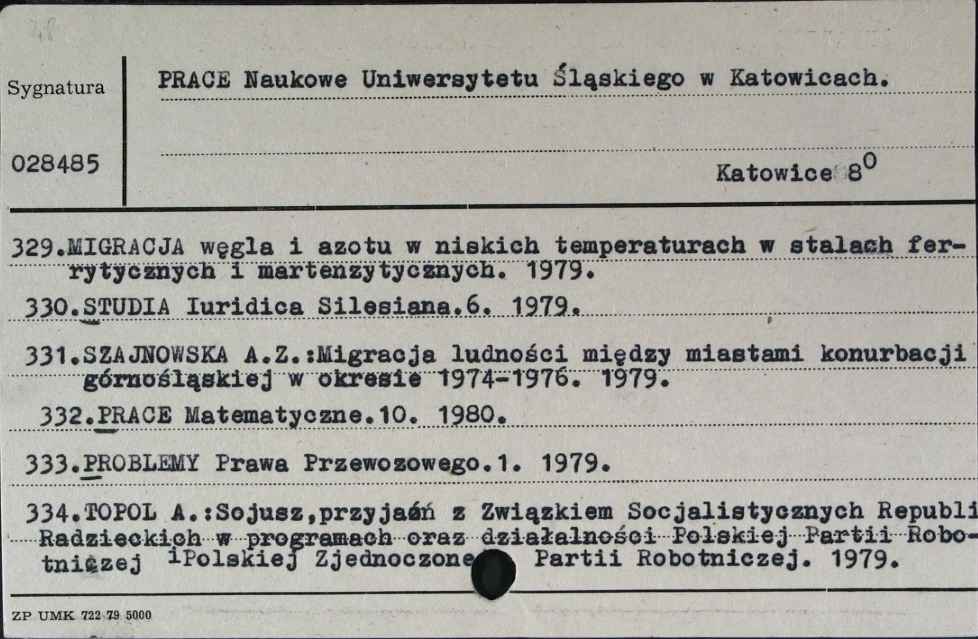 PRACE Naukowe Uniwersytetu Śląskiego w Katowicach.
Sygnatura
028485
Katowice 8⁰
329.MIGRACJA węgla i azotu w niskich temperaturach w stalach fer-
rytycznych i martenzytycznych. 1979.
330.STUDIA Iuridica Silesiana.6. 1979.
331.SZAJNOWSKA A.Z.:Migracja ludności między miastami konurbacji
górnośląskiej w okresie 1974-1976. 1979.
332.PRACE Matematyczne.10. 1980.
333.PROBLEMY Prawa Przewozowego.1. 1979.
334.TOPOL A.:Sojusz,przyjaźń z Związkiem Socjalistycznych Republi
Radzieckich w programach oraz działalności Polskiej Partii Robo-
tniczej i Polskiej Zjednoczone Partii Robotniczej. 1979.
ZP UMK 722 79 5000